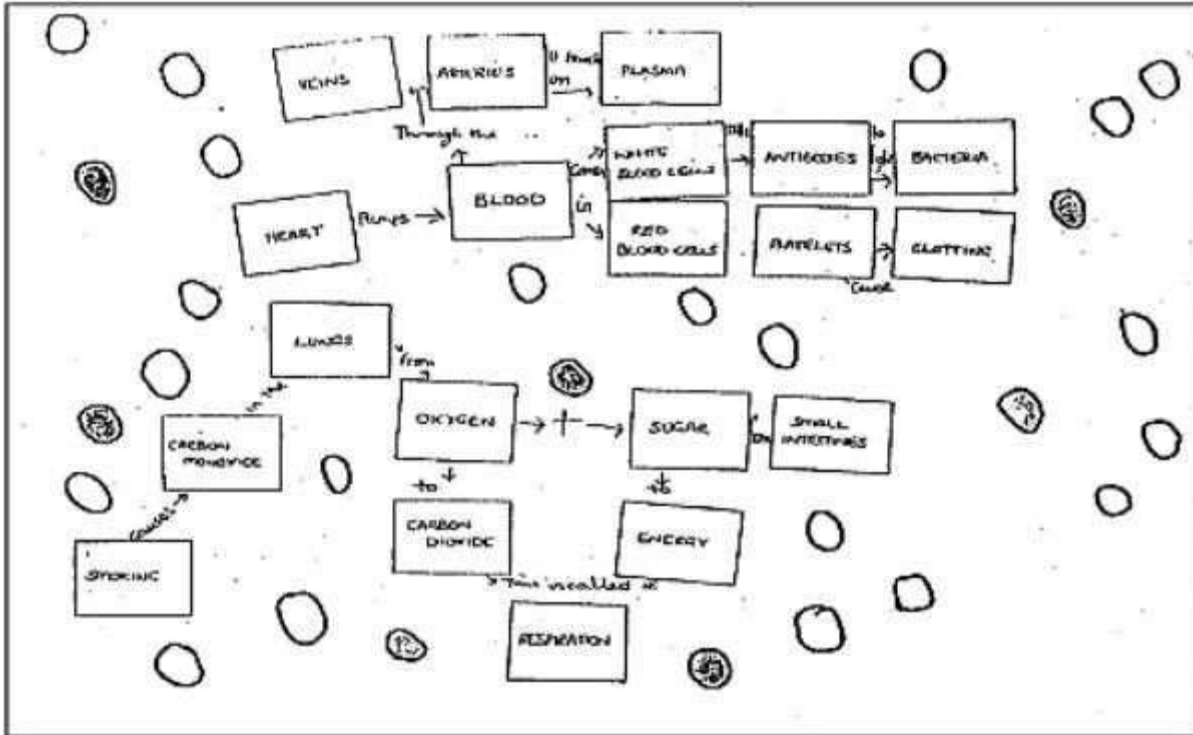 VEINS
ARTERIES
on
PLASMA
Through the
WHITE
BLOOD CELLS
ANTIBODIES
BACTERIA
HEART
Pumps
BLOOD
RED
BLOOD CELLS
PLATELETS
CLOTTING
Cause
LUNGS
from
in the
OXYGEN
+
SUGAR
SMALL
INTESTINES
CARBON
MONOXIDE
to
to
causes
CARBON
DIOXIDE
ENERGY
SMOKING
This is called
RESPIRATION